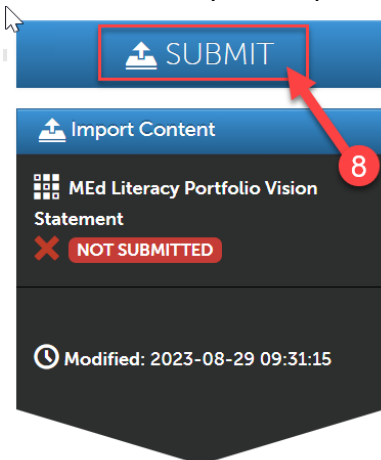 SUBMIT
8
Import Content
MEd Literacy Portfolio Vision
Statement
NOT SUBMITTED
Modified: 2023-08-29 09:31:15